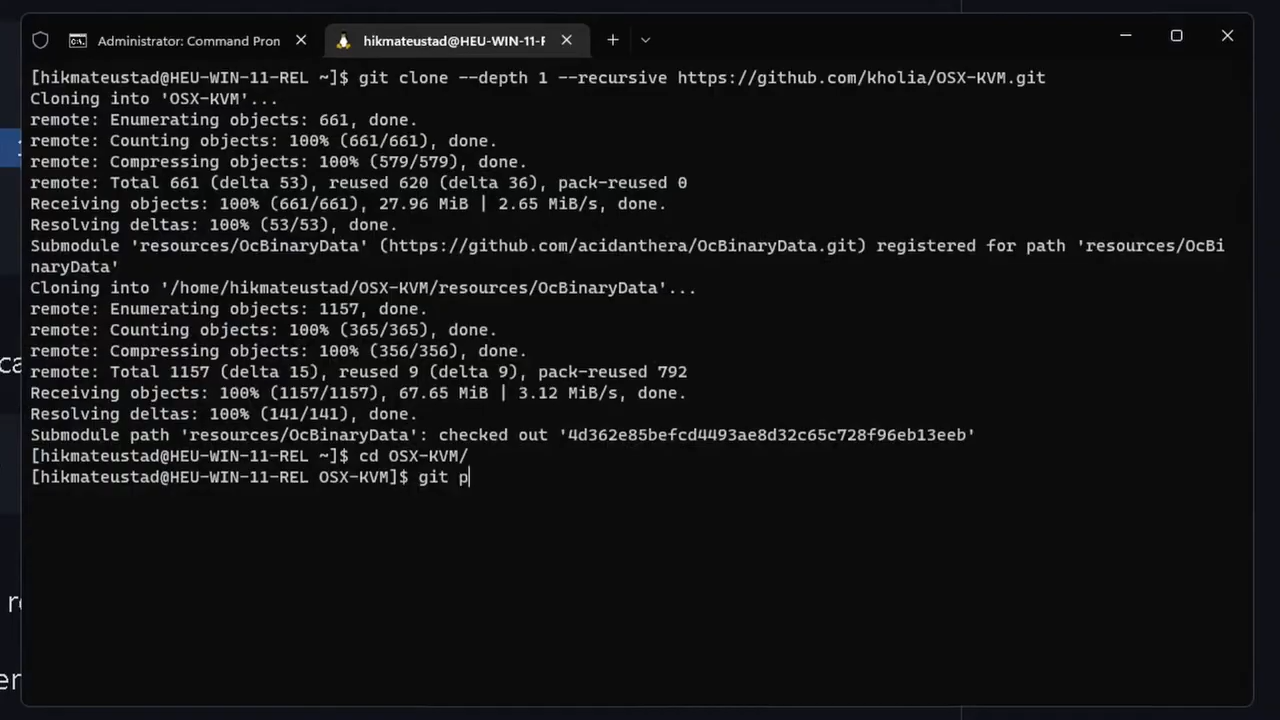 Administrator: Command Pron
hikmateustad@HEU-WIN-11-F
[hikmateustad@HEU-WIN-11-REL ~]$ git clone --depth 1 --recursive https://github.com/kholia/OSX-KVM.git
Cloning into 'OSX-KVM'...
remote: Enumerating objects: 661, done.
remote: Counting objects: 100% (661/661), done.
remote: Compressing objects: 100% (579/579), done.
remote: Total 661 (delta 53), reused 620 (delta 36), pack-reused 0
Receiving objects: 100% (661/661), 27.96 MiB | 2.65 MiB/s, done.
Resolving deltas: 100% (53/53), done.
Submodule 'resources/OcBinaryData' (https://github.com/acidanthera/OcBinaryData.git) registered for path 'resources/OcBi
naryData'
Cloning into '/home/hikmateustad/OSX-KVM/resources/OcBinaryData'...
remote: Enumerating objects: 1157, done.
remote: Counting objects: 100% (365/365), done.
remote: Compressing objects: 100% (356/356), done.
remote: Total 1157 (delta 15), reused 9 (delta 9), pack-reused 792
Receiving objects: 100% (1157/1157), 67.65 MiB | 3.12 MiB/s, done.
Resolving deltas: 100% (141/141), done.
Submodule path 'resources/OcBinaryData': checked out '4d362e85befcd4493ae8d32c65c728f96eb13eeb'
[hikmateustad@HEU-WIN-11-REL ~]$ cd OSX-KVM/
[hikmateustad@HEU-WIN-11-REL OSX-KVM]$ git p